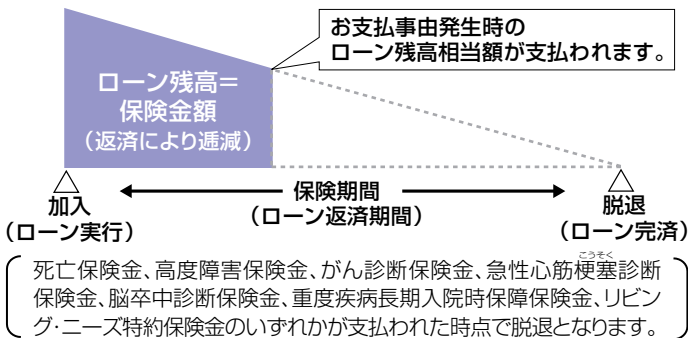 お支払事由発生時の
ローン残高相当額が支払われます。
ローン残高＝
保険金額
（返済により逓減）
加入
（ローン実行）
保険期間
（ローン返済期間）
脱退
（ローン完済）
こうそく
死亡保険金、高度障害保険金、がん診断保険金、急性心筋梗塞診断
保険金、脳卒中診断保険金、重度疾病長期入院時保障保険金、リビン
グ・ニーズ特約保険金のいずれかが支払われた時点で脱退となります。